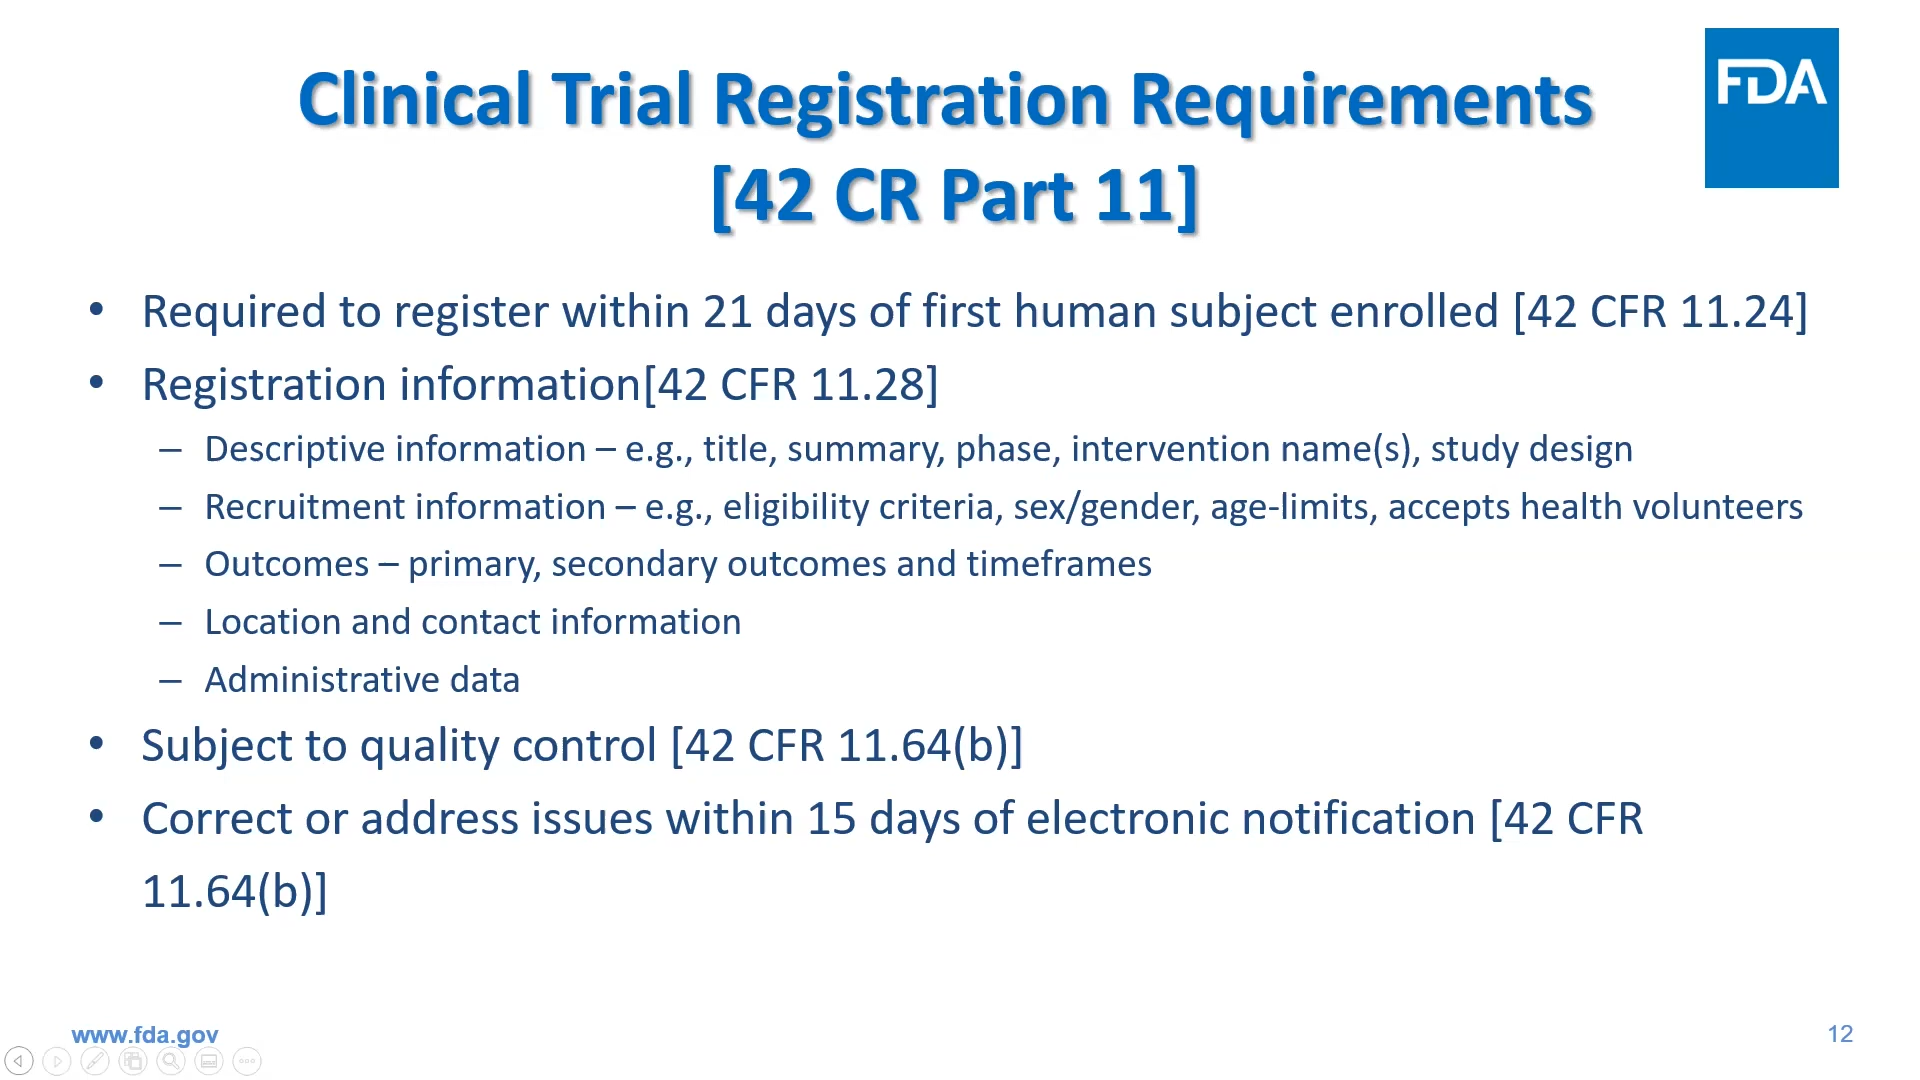 Clinical Trial Registration Requirements
[42 CR Part 11]
FDA
• Required to register within 21 days of first human subject enrolled [42 CFR 11.24]
• Registration information[42 CFR 11.28]
– Descriptive information – e.g., title, summary, phase, intervention name(s), study design
– Recruitment information – e.g., eligibility criteria, sex/gender, age-limits, accepts health volunteers
– Outcomes – primary, secondary outcomes and timeframes
– Location and contact information
– Administrative data
• Subject to quality control [42 CFR 11.64(b)]
• Correct or address issues within 15 days of electronic notification [42 CFR
11.64(b)]
www.fda.gov
12